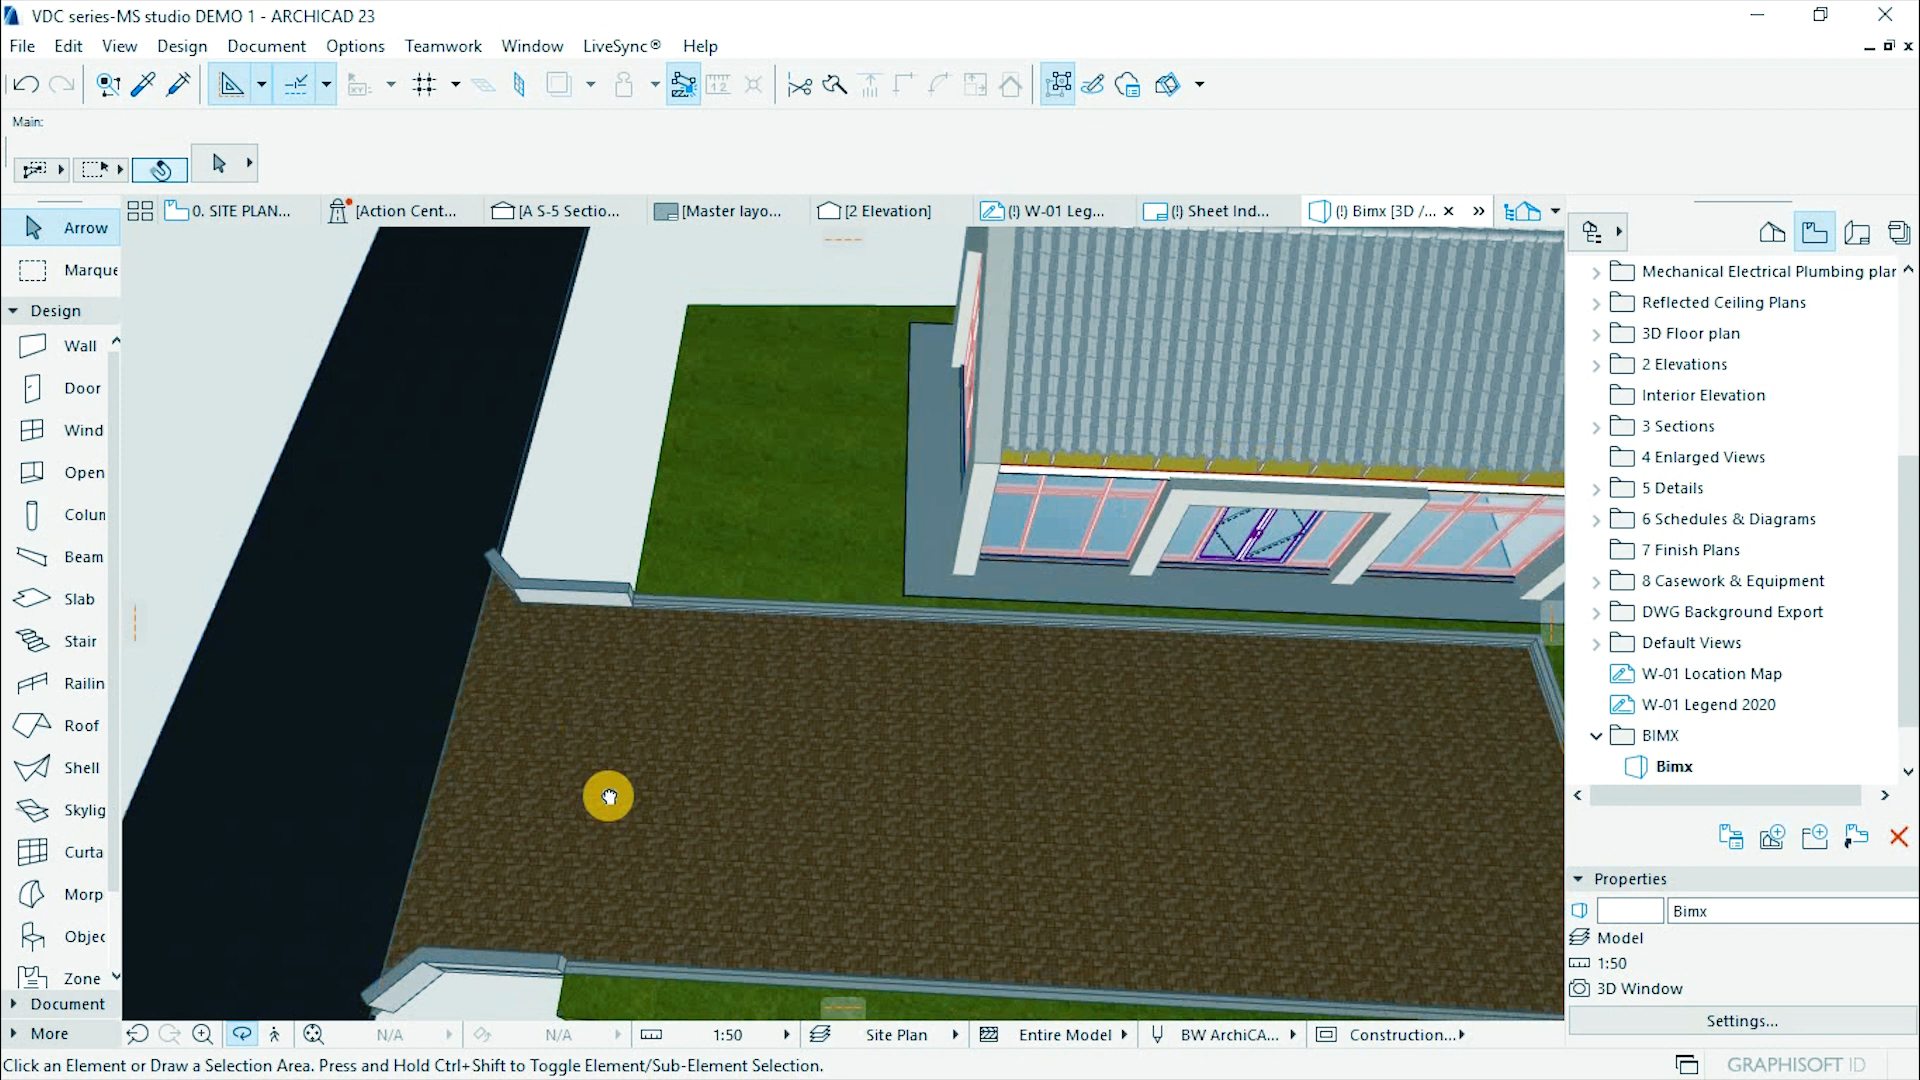 VDC series-MS studio DEMO 1 - ARCHICAD 23
File Edit View Design Document Options Teamwork Window LiveSync® Help
Main:
0. SITE PLAN... [Action Cent... [A S-5 Sectio... [Master layo... [2 Elevation] (!) W-01 Leg... (!) Sheet Ind... (!) Bimx [3D /...
Arrow
Marque
Design
Wall
Door
Wind
Open
Colun
Beam
Slab
Stair
Railin
Roof
Shell
Skylig
Curta
Morp
Objec
Zone
Document
More
Mechanical Electrical Plumbing plar
Reflected Ceiling Plans
3D Floor plan
2 Elevations
Interior Elevation
3 Sections
4 Enlarged Views
5 Details
6 Schedules & Diagrams
7 Finish Plans
8 Casework & Equipment
DWG Background Export
Default Views
W-01 Location Map
W-01 Legend 2020
BIMX
Bimx
Properties
Bimx
Model
1:50
3D Window
Settings...
N/A N/A 1:50 Site Plan Entire Model BW ArchiCA... Construction...
Click an Element or Draw a Selection Area. Press and Hold Ctrl+Shift to Toggle Element/Sub-Element Selection.
GRAPHISOFT ID